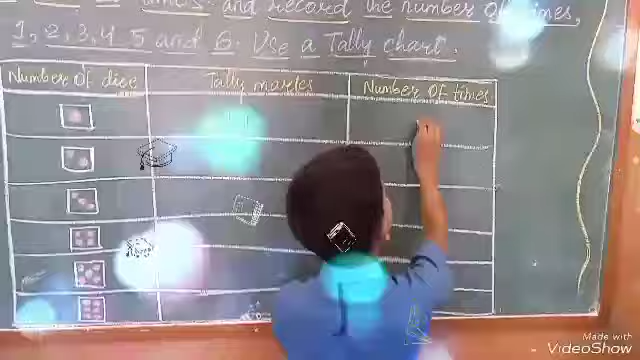 times. and Record the number Of times,
1, 2, 3, 4 5 and 6. Use a Tally chart.
Number Of dice Tally marks Number Of times
Made with
VideoShow